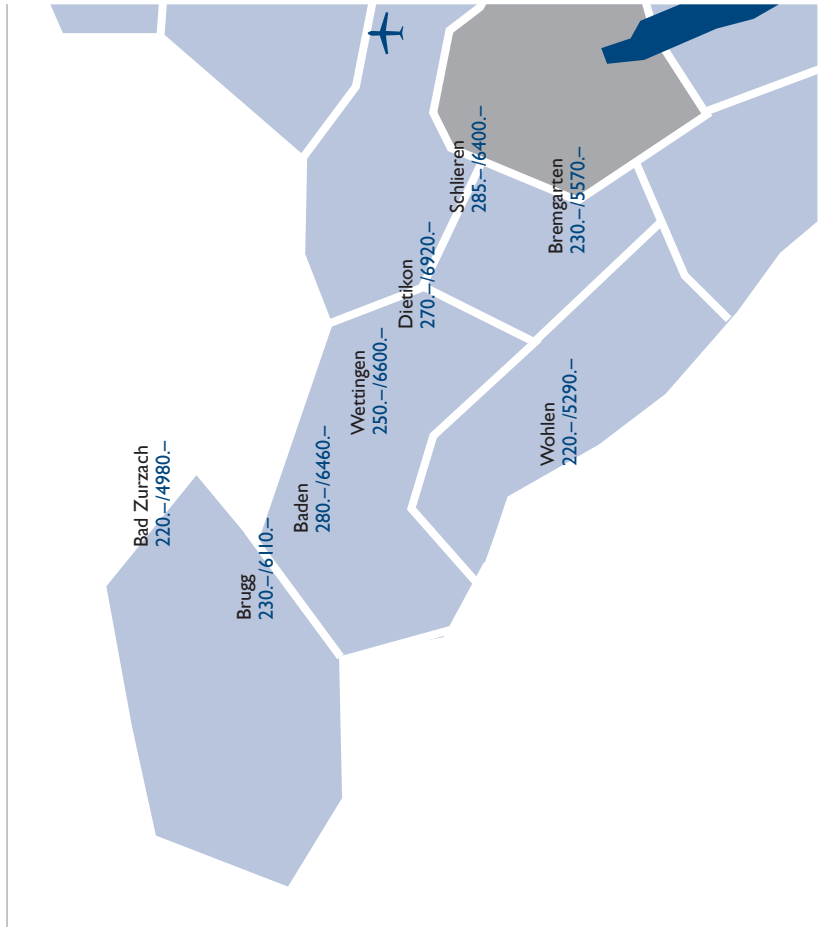 Bad Zurzach
220.–/4980.–
Brugg
230.–/6110.–
Baden
280.–/6460.–
Wettingen
250.–/6600.–
Dietikon
270.–/6920.–
Schlieren
285.–/6400.–
Wohlen
220.–/5290.–
Bremgarten
230.–/5570.–